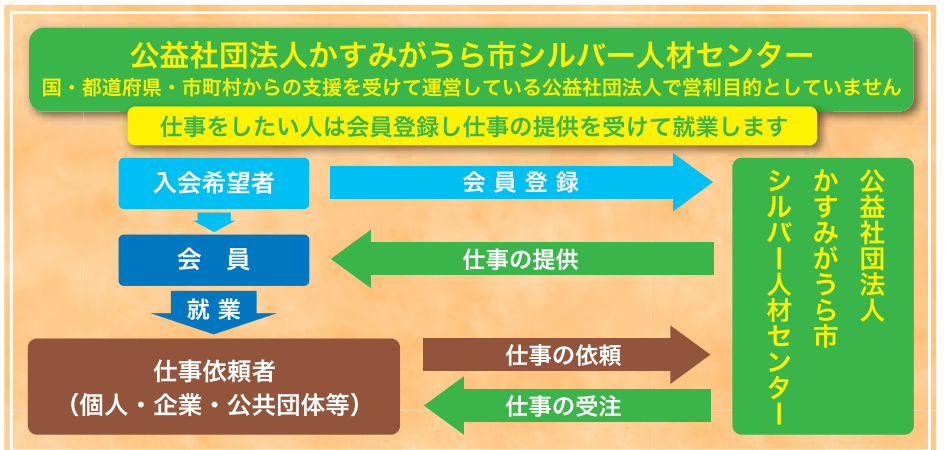 公益社団法人かすみがうら市シルバー人材センター
国・都道府県・市町村からの支援を受けて運営している公益社団法人で営利目的としていません
仕事をしたい人は会員登録し仕事の提供を受けて就業します
入会希望者
会員登録
会　員
仕事の提供
就業
仕事依頼者
（個人・企業・公共団体等）
仕事の依頼
仕事の受注
公益社団法人
かすみがうら市
シルバー人材センター